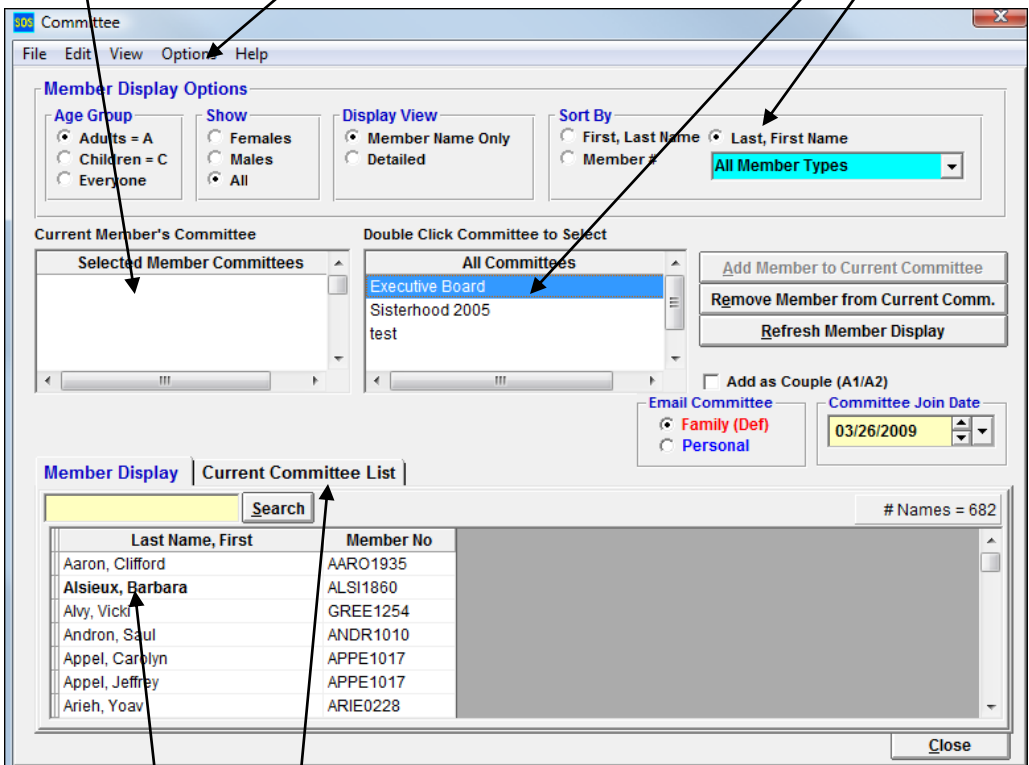 SOS Committee
File Edit View Options Help
Member Display Options
Age Group Show Display View Sort By
Adults = A Females Member Name Only First, Last Name Last, First Name
Children = C Males Detailed Member # All Member Types
Everyone All
Current Member's Committee Double Click Committee to Select
Selected Member Committees All Committees
Executive Board
Sisterhood 2005
test
Add Member to Current Committee
Remove Member from Current Comm.
Refresh Member Display
Add as Couple (A1/A2)
Email Committee Committee Join Date
Family (Def) 03/26/2009
Personal
Member Display Current Committee List
Search # Names = 682
Last Name, First Member No
Aaron, Clifford AARO1935
Alsieux, Barbara ALSI1860
Alvy, Vicki GREE1254
Andron, Saul ANDR1010
Appel, Carolyn APPE1017
Appel, Jeffrey APPE1017
Arieh, Yoav ARIE0228
Close